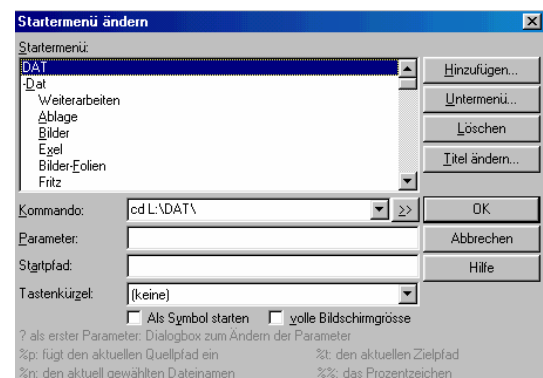 Startermenü ändern
Startermenü:
DAT
-Dat
Weiterarbeiten
Ablage
Bilder
Exel
Bilder-Folien
Fritz
Hinzufügen...
Untermenü...
Löschen
Titel ändern...
Kommando: cd L:\DAT\ >> OK
Parameter: Abbrechen
Startpfad: Hilfe
Tastenkürzel: (keine)
Als Symbol starten volle Bildschirmgrösse
? als erster Parameter: Dialogbox zum Ändern der Parameter
%p: fügt den aktuellen Quellpfad ein %t: den aktuellen Zielpfad
%n: den aktuell gewählten Dateinamen %%: das Prozentzeichen